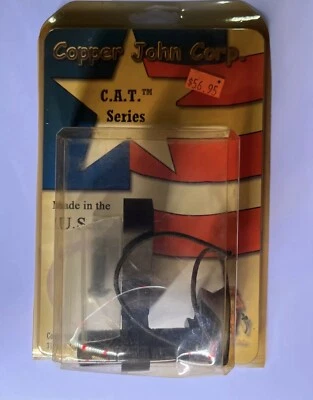 Copper John Corp.
$56.95
C.A.T.™
Series
Made in the
U.S.